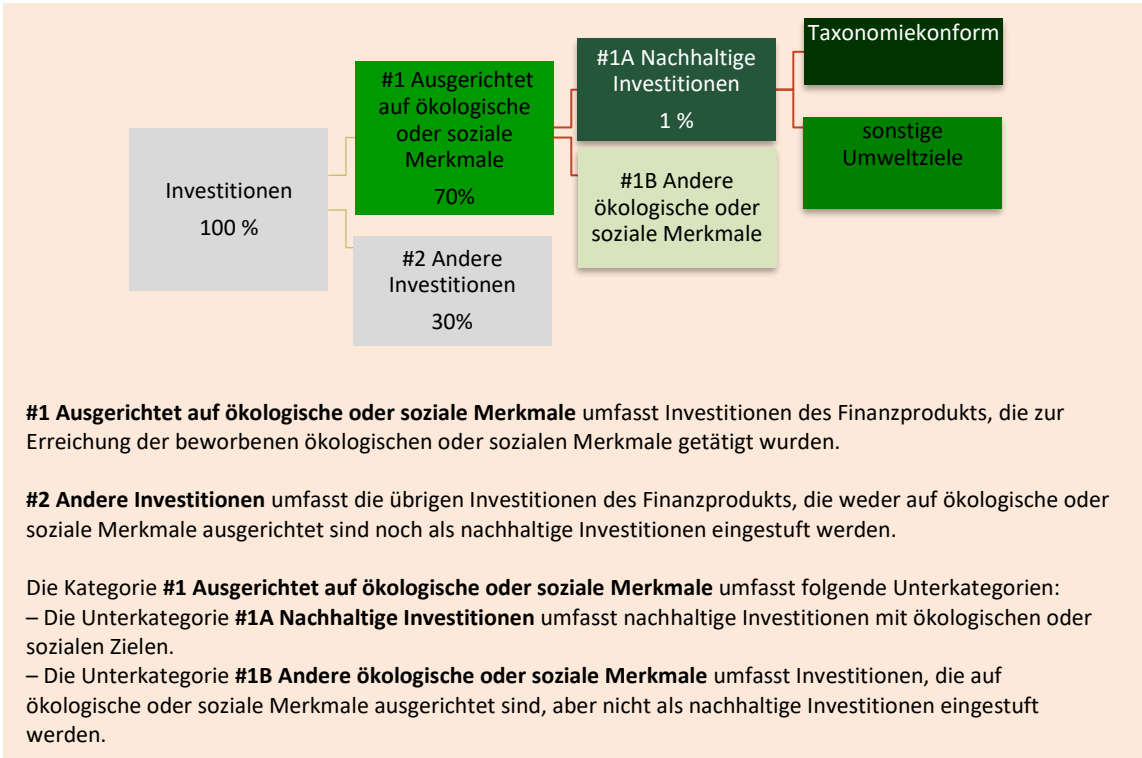 Investitionen
100 %
#1 Ausgerichtet
auf ökologische
oder soziale
Merkmale
70%
#2 Andere
Investitionen
30%
#1A Nachhaltige
Investitionen
1 %
#1B Andere
ökologische oder
soziale Merkmale
Taxonomiekonform
sonstige
Umweltziele
#1 Ausgerichtet auf ökologische oder soziale Merkmale umfasst Investitionen des Finanzprodukts, die zur
Erreichung der beworbenen ökologischen oder sozialen Merkmale getätigt wurden.
#2 Andere Investitionen umfasst die übrigen Investitionen des Finanzprodukts, die weder auf ökologische oder
soziale Merkmale ausgerichtet sind noch als nachhaltige Investitionen eingestuft werden.
Die Kategorie #1 Ausgerichtet auf ökologische oder soziale Merkmale umfasst folgende Unterkategorien:
– Die Unterkategorie #1A Nachhaltige Investitionen umfasst nachhaltige Investitionen mit ökologischen oder
sozialen Zielen.
– Die Unterkategorie #1B Andere ökologische oder soziale Merkmale umfasst Investitionen, die auf
ökologische oder soziale Merkmale ausgerichtet sind, aber nicht als nachhaltige Investitionen eingestuft
werden.